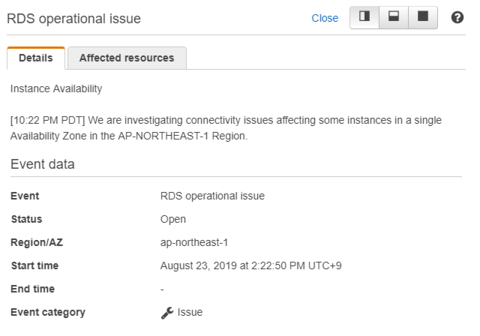 RDS operational issue Close ?
Details Affected resources
Instance Availability
[10:22 PM PDT] We are investigating connectivity issues affecting some instances in a single
Availability Zone in the AP-NORTHEAST-1 Region.
Event data
Event RDS operational issue
Status Open
Region/AZ ap-northeast-1
Start time August 23, 2019 at 2:22:50 PM UTC+9
End time -
Event category Issue